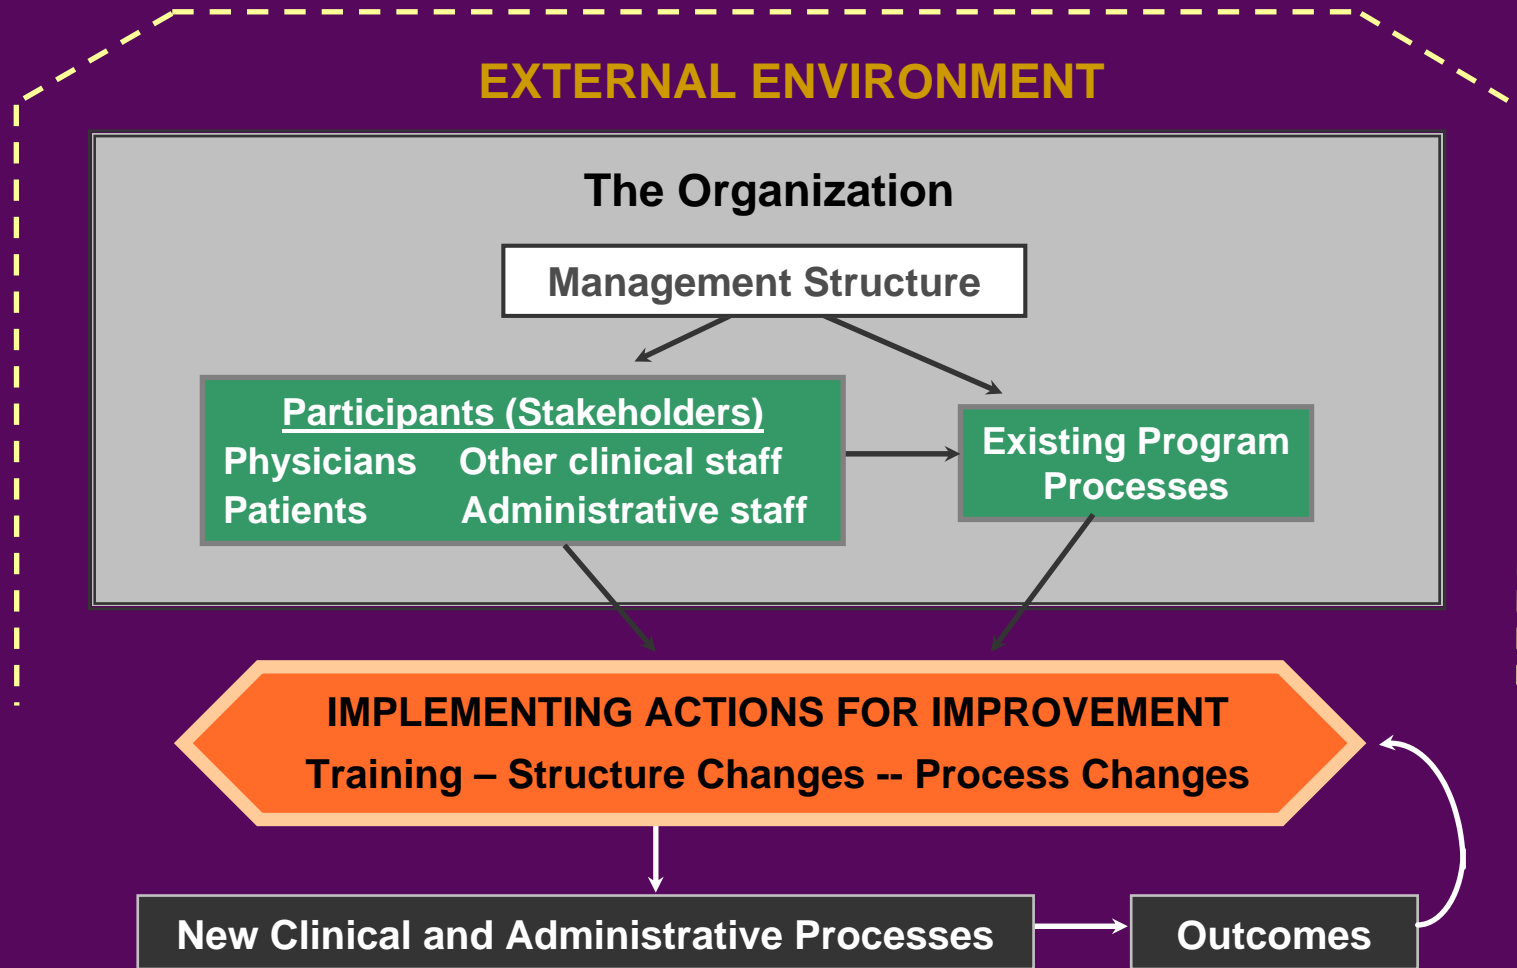 EXTERNAL ENVIRONMENT
The Organization
Management Structure
Participants (Stakeholders)
Physicians Other clinical staff
Patients Administrative staff
Existing Program
Processes
IMPLEMENTING ACTIONS FOR IMPROVEMENT
Training – Structure Changes -- Process Changes
New Clinical and Administrative Processes
Outcomes